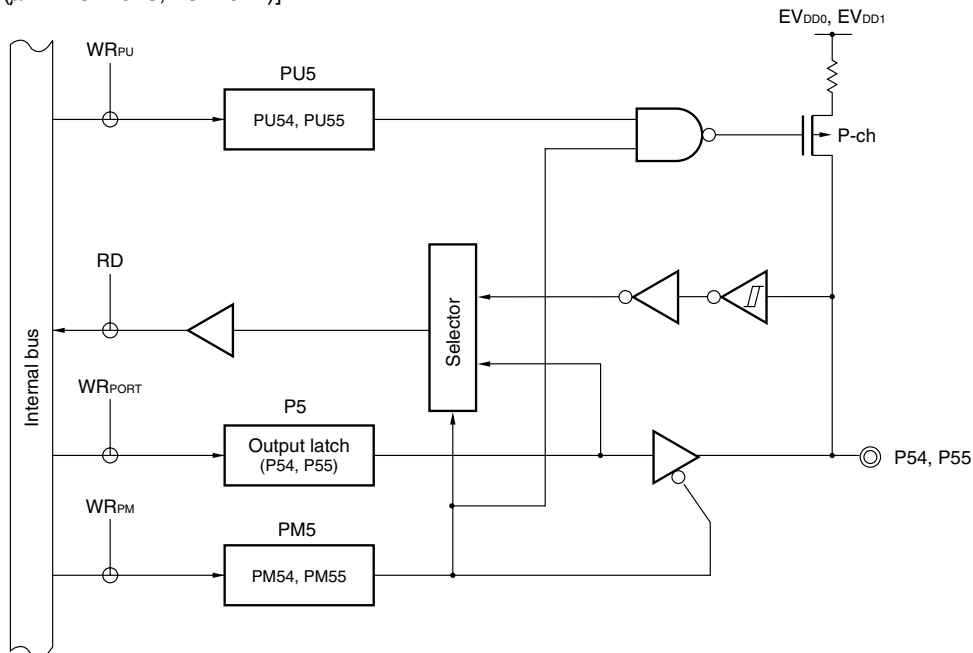 EVDD0, EVDD1
WRPU
PU5
PU54, PU55
P-ch
RD
Selector
Internal bus
WRPORT
P5
Output latch
(P54, P55)
P54, P55
WRPM
PM5
PM54, PM55